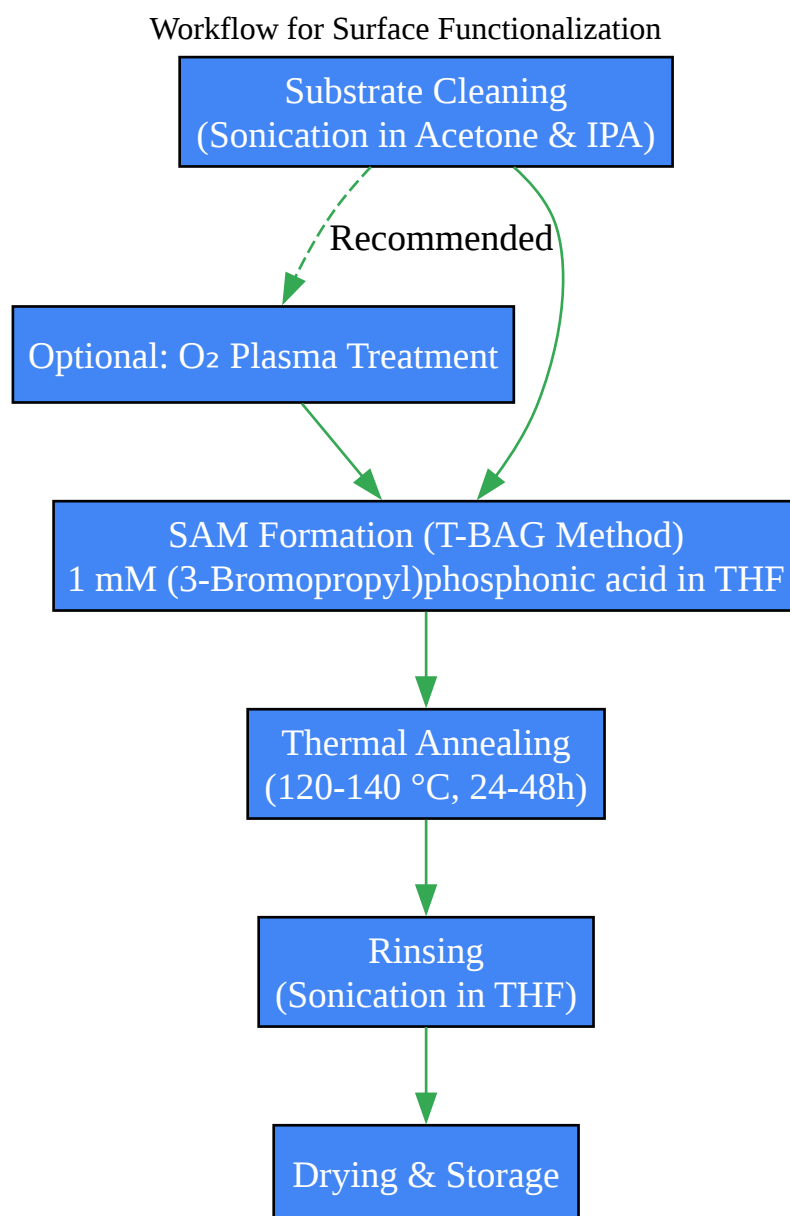 Workflow for Surface Functionalization
Substrate Cleaning
(Sonication in Acetone & IPA)
Recommended
Optional: O₂ Plasma Treatment
SAM Formation (T-BAG Method)
1 mM (3-Bromopropyl)phosphonic acid in THF
Thermal Annealing
(120-140 °C, 24-48h)
Rinsing
(Sonication in THF)
Drying & Storage